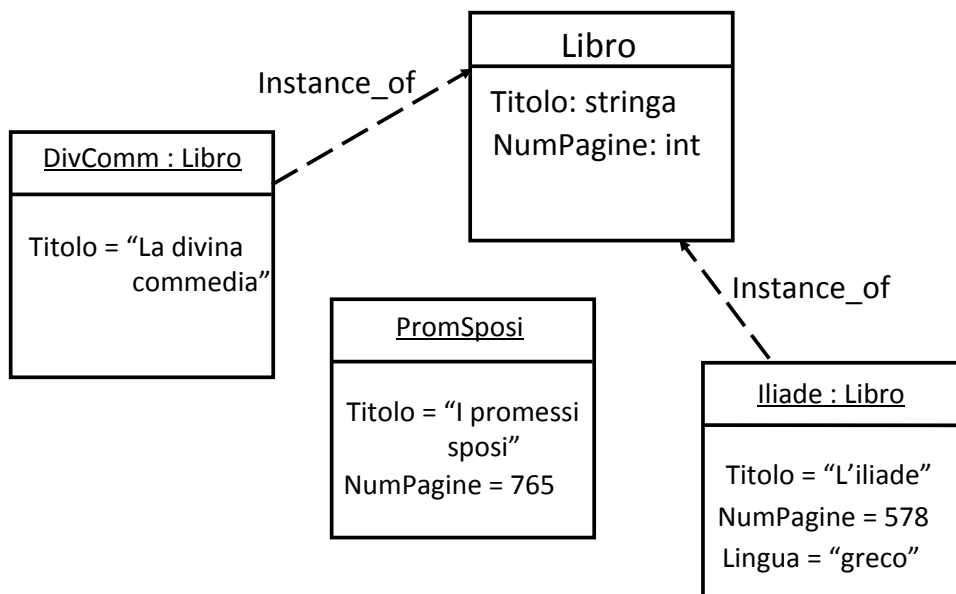 Libro
Titolo: stringa
NumPagine: int
Instance_of
DivComm : Libro
Titolo = “La divina
commedia”
Instance_of
PromSposi
Titolo = “I promessi
sposi”
NumPagine = 765
Iliade : Libro
Titolo = “L’iliade”
NumPagine = 578
Lingua = “greco”